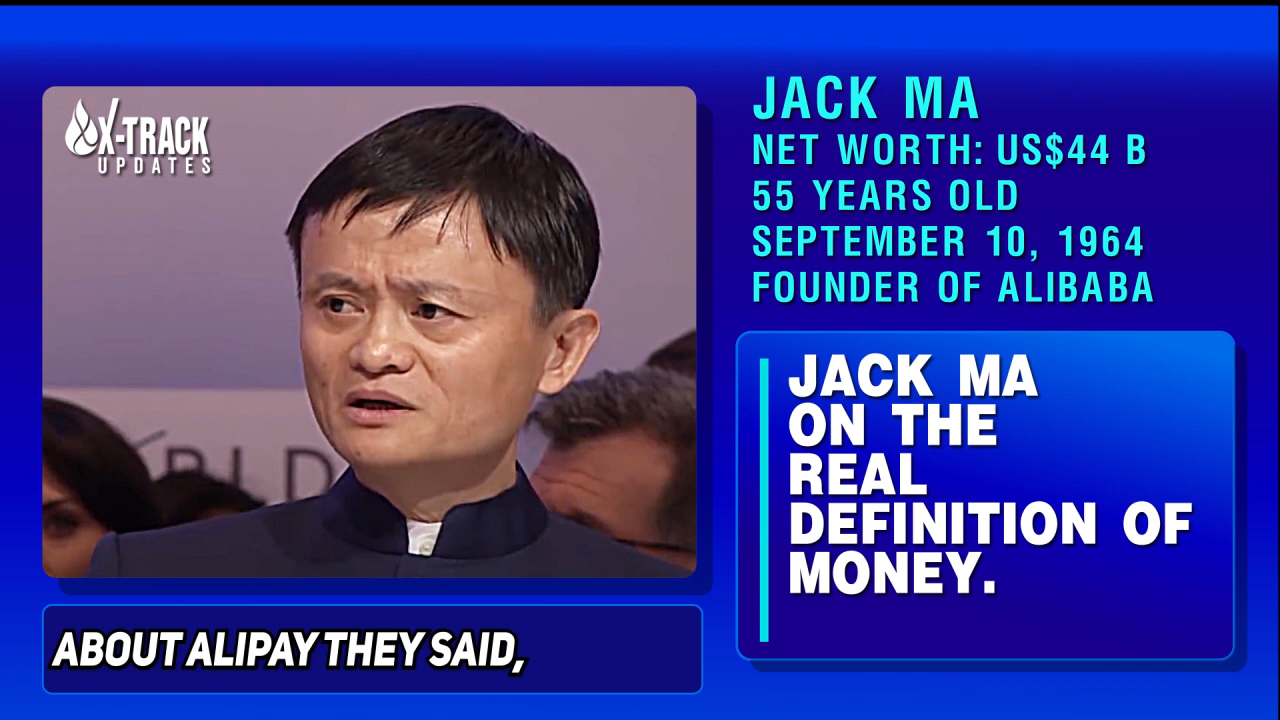 X-TRACK
UPDATES
JACK MA
NET WORTH: US$44 B
55 YEARS OLD
SEPTEMBER 10, 1964
FOUNDER OF ALIBABA
JACK MA
ON THE
REAL
DEFINITION OF
MONEY.
ABOUT ALIPAY THEY SAID,